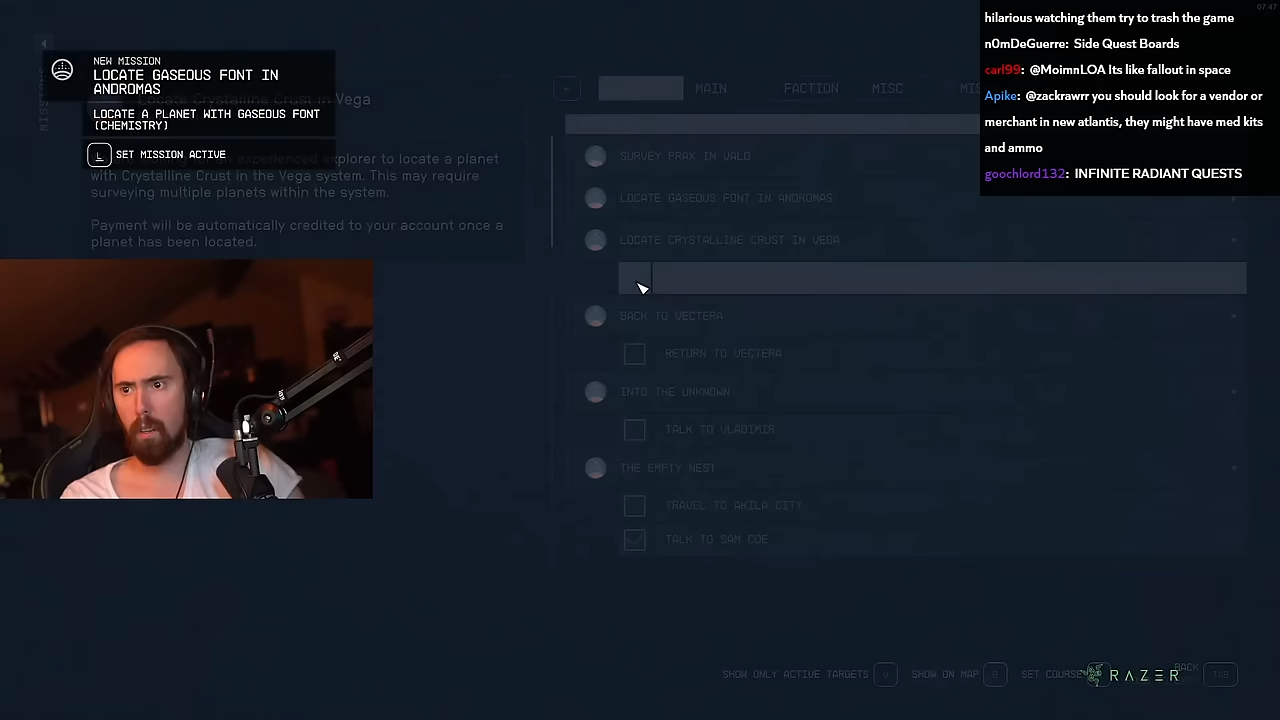 07:47
hilarious watching them try to trash the game
n0mDeGuerre: Side Quest Boards
carl99: @MoimnLOA Its like fallout in space
Apike: @zackrawrr you should look for a vendor or
merchant in new atlantis, they might have med kits
and ammo
goochlord132: INFINITE RADIANT QUESTS
NEW MISSION
LOCATE GASEOUS FONT IN
ANDROMAS
LOCATE A PLANET WITH GASEOUS FONT
(CHEMISTRY)
L SET MISSION ACTIVE
MISSIONS
Locate Crystalline Crust in Vega
experienced explorer to locate a planet
with Crystalline Crust in the Vega system. This may require
surveying multiple planets within the system.
Payment will be automatically credited to your account once a
planet has been located.
MAIN FACTION MISC MIS
SURVEY PRAX IN VALO
LOCATE GASEOUS FONT IN ANDROMAS
LOCATE CRYSTALLINE CRUST IN VEGA
BACK TO VECTERA
RETURN TO VECTERA
INTO THE UNKNOWN
TALK TO VLADIMIR
THE EMPTY NEST
TRAVEL TO AKILA CITY
TALK TO SAM COE
SHOW ONLY ACTIVE TARGETS SHOW ON MAP SET COURSE RAZER BACK TAB